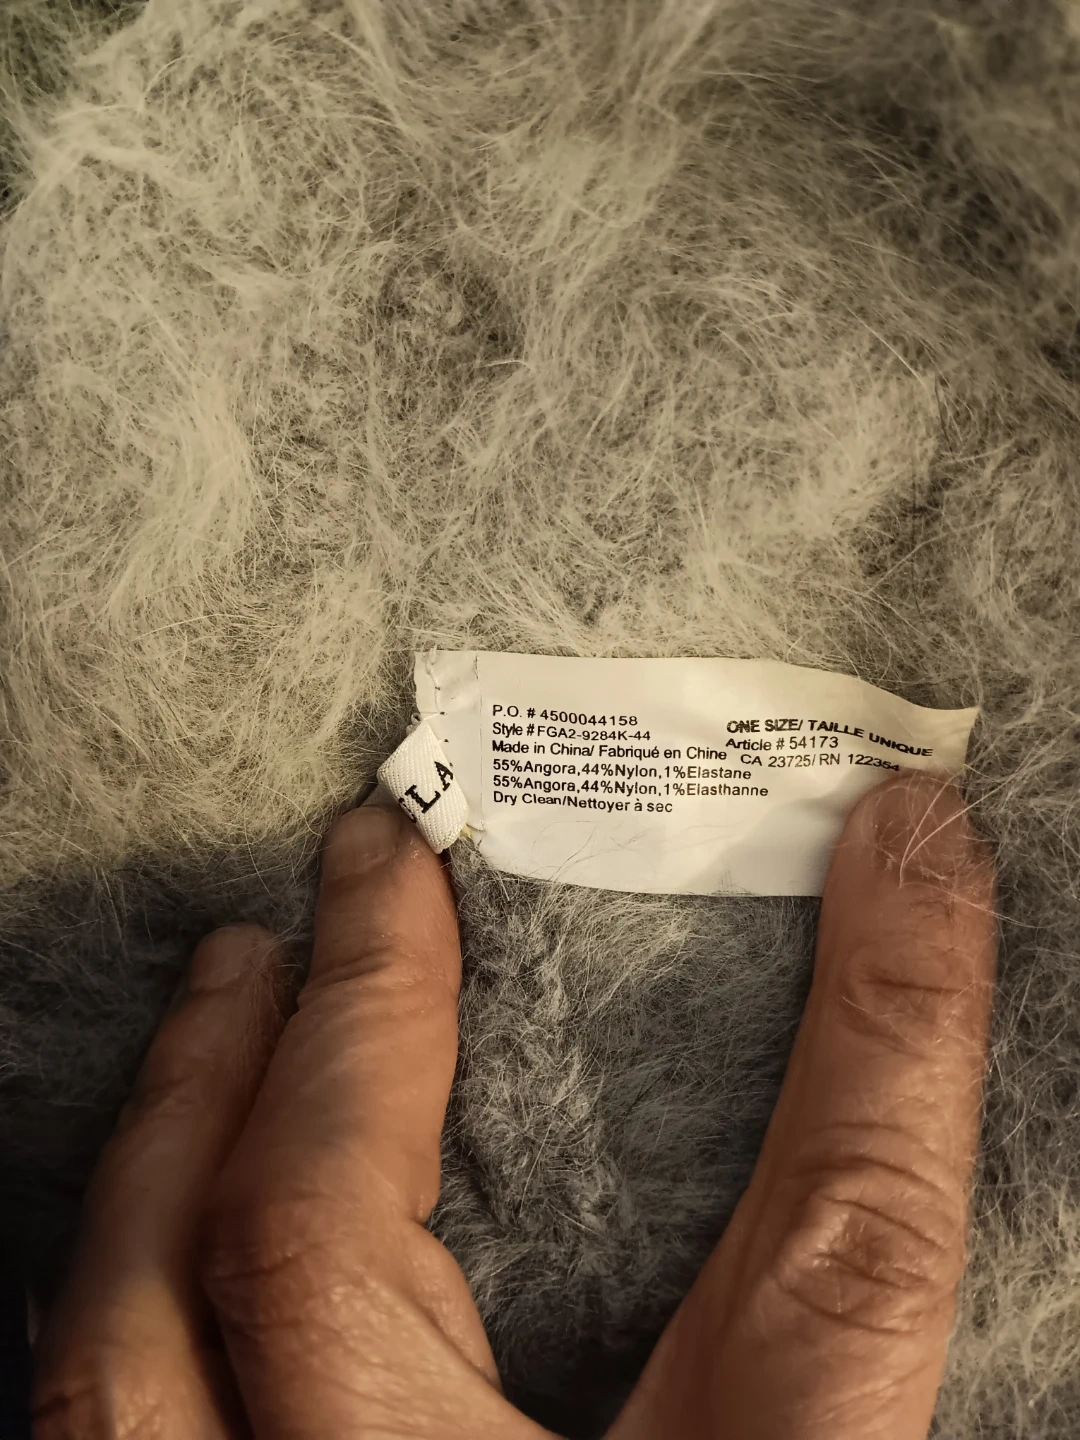 P.O. # 4500044158
Style # FGA2-9284K-44
Made in China/ Fabriqué en Chine
55%Angora,44%Nylon,1%Elastane
55%Angora,44%Nylon,1%Elasthanne
Dry Clean/Nettoyer à sec
ONE SIZE/ TAILLE UNIQUE
Article # 54173
CA 23725/ RN 122354
LA